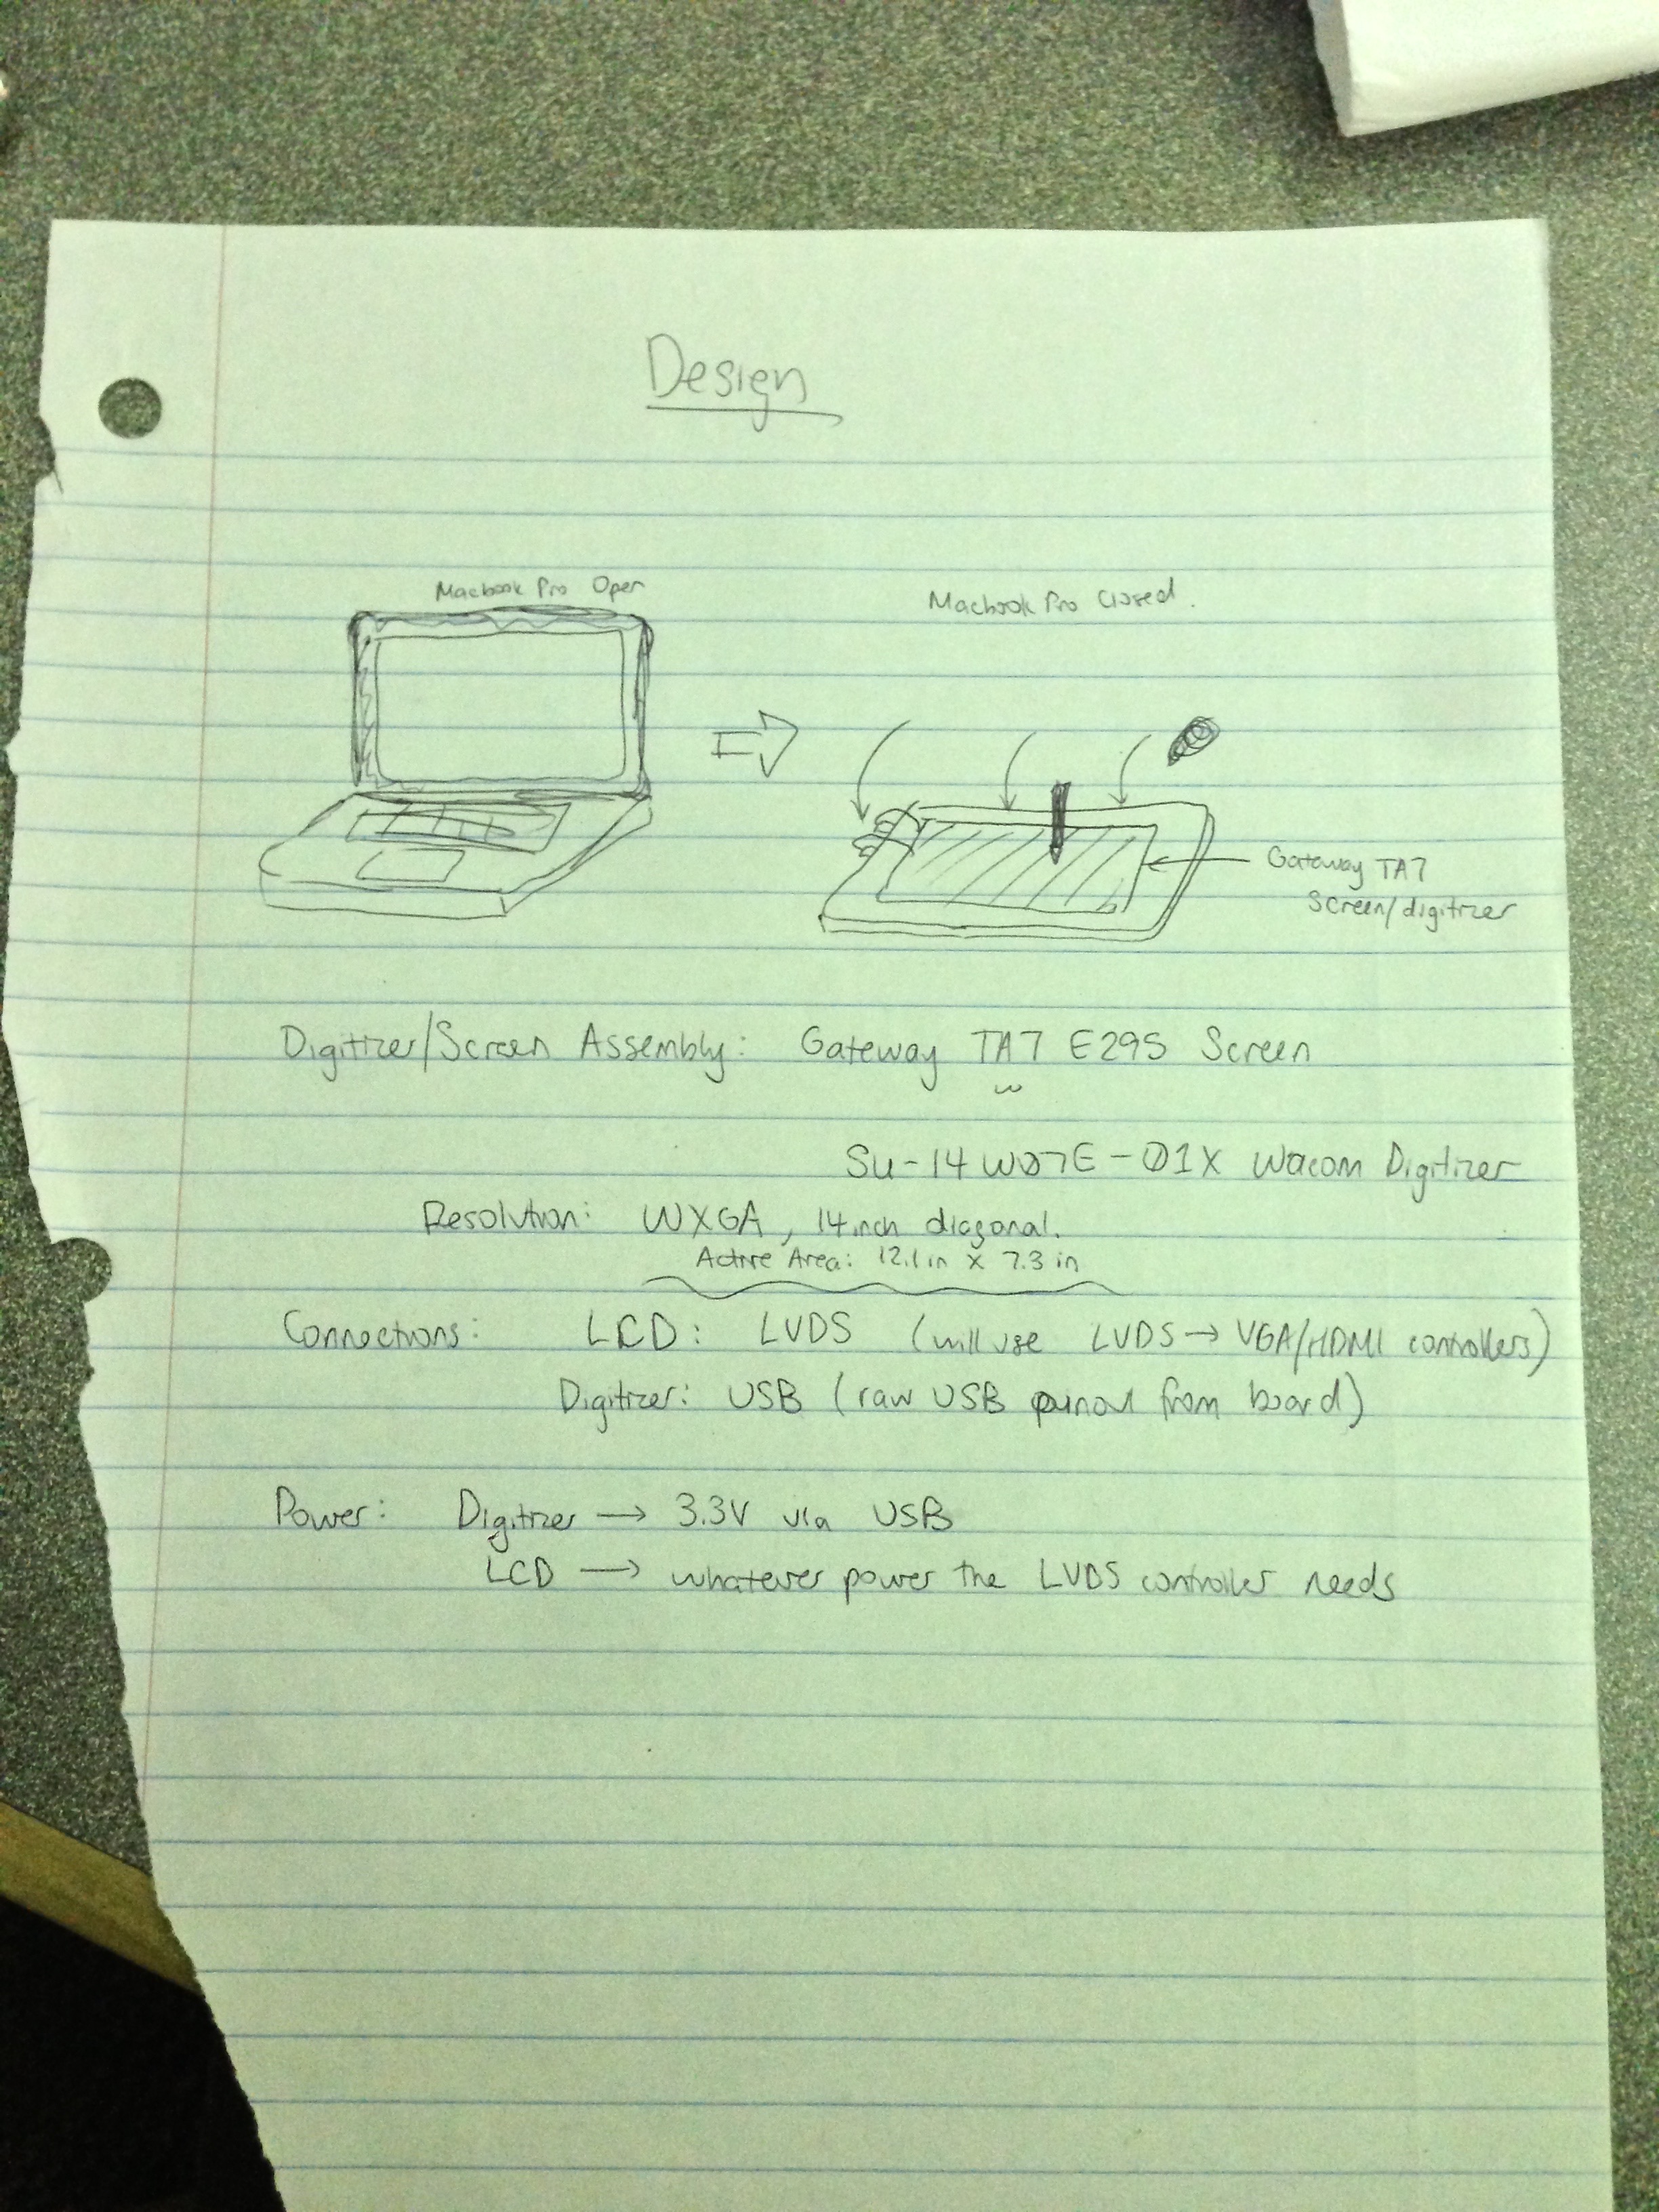 Design
Macbook Pro Open
Macbook Pro Closed.
Gateway TA7
Screen/digitizer
Digitizer/Screen Assembly: Gateway TA7 E295 Screen
SU-14W07E-01X Wacom Digitizer
Resolution: WXGA, 14 inch diagonal.
Active Area: 12.1 in x 7.3 in
Connections: LCD: LVDS (will use LVDS → VGA/HDMI controllers)
Digitizer: USB (raw USB pinout from board)
Power: Digitizer → 3.3V via USB
LCD → whatever power the LVDS controller needs